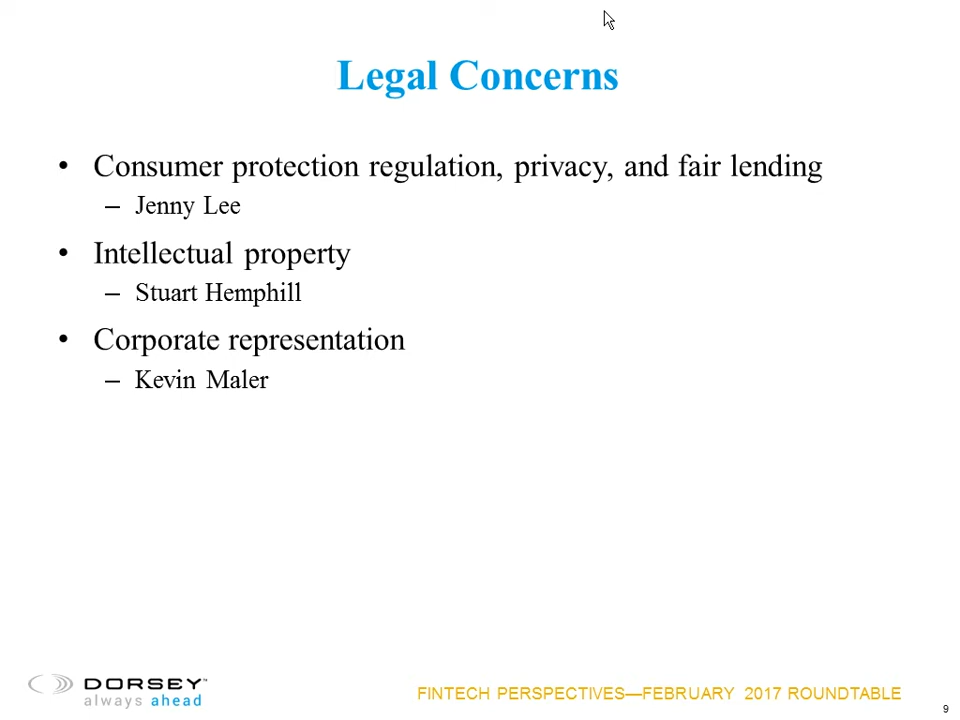 Legal Concerns
• Consumer protection regulation, privacy, and fair lending
– Jenny Lee
• Intellectual property
– Stuart Hemphill
• Corporate representation
– Kevin Maler
DORSEY™
always ahead
FINTECH PERSPECTIVES—FEBRUARY 2017 ROUNDTABLE
9